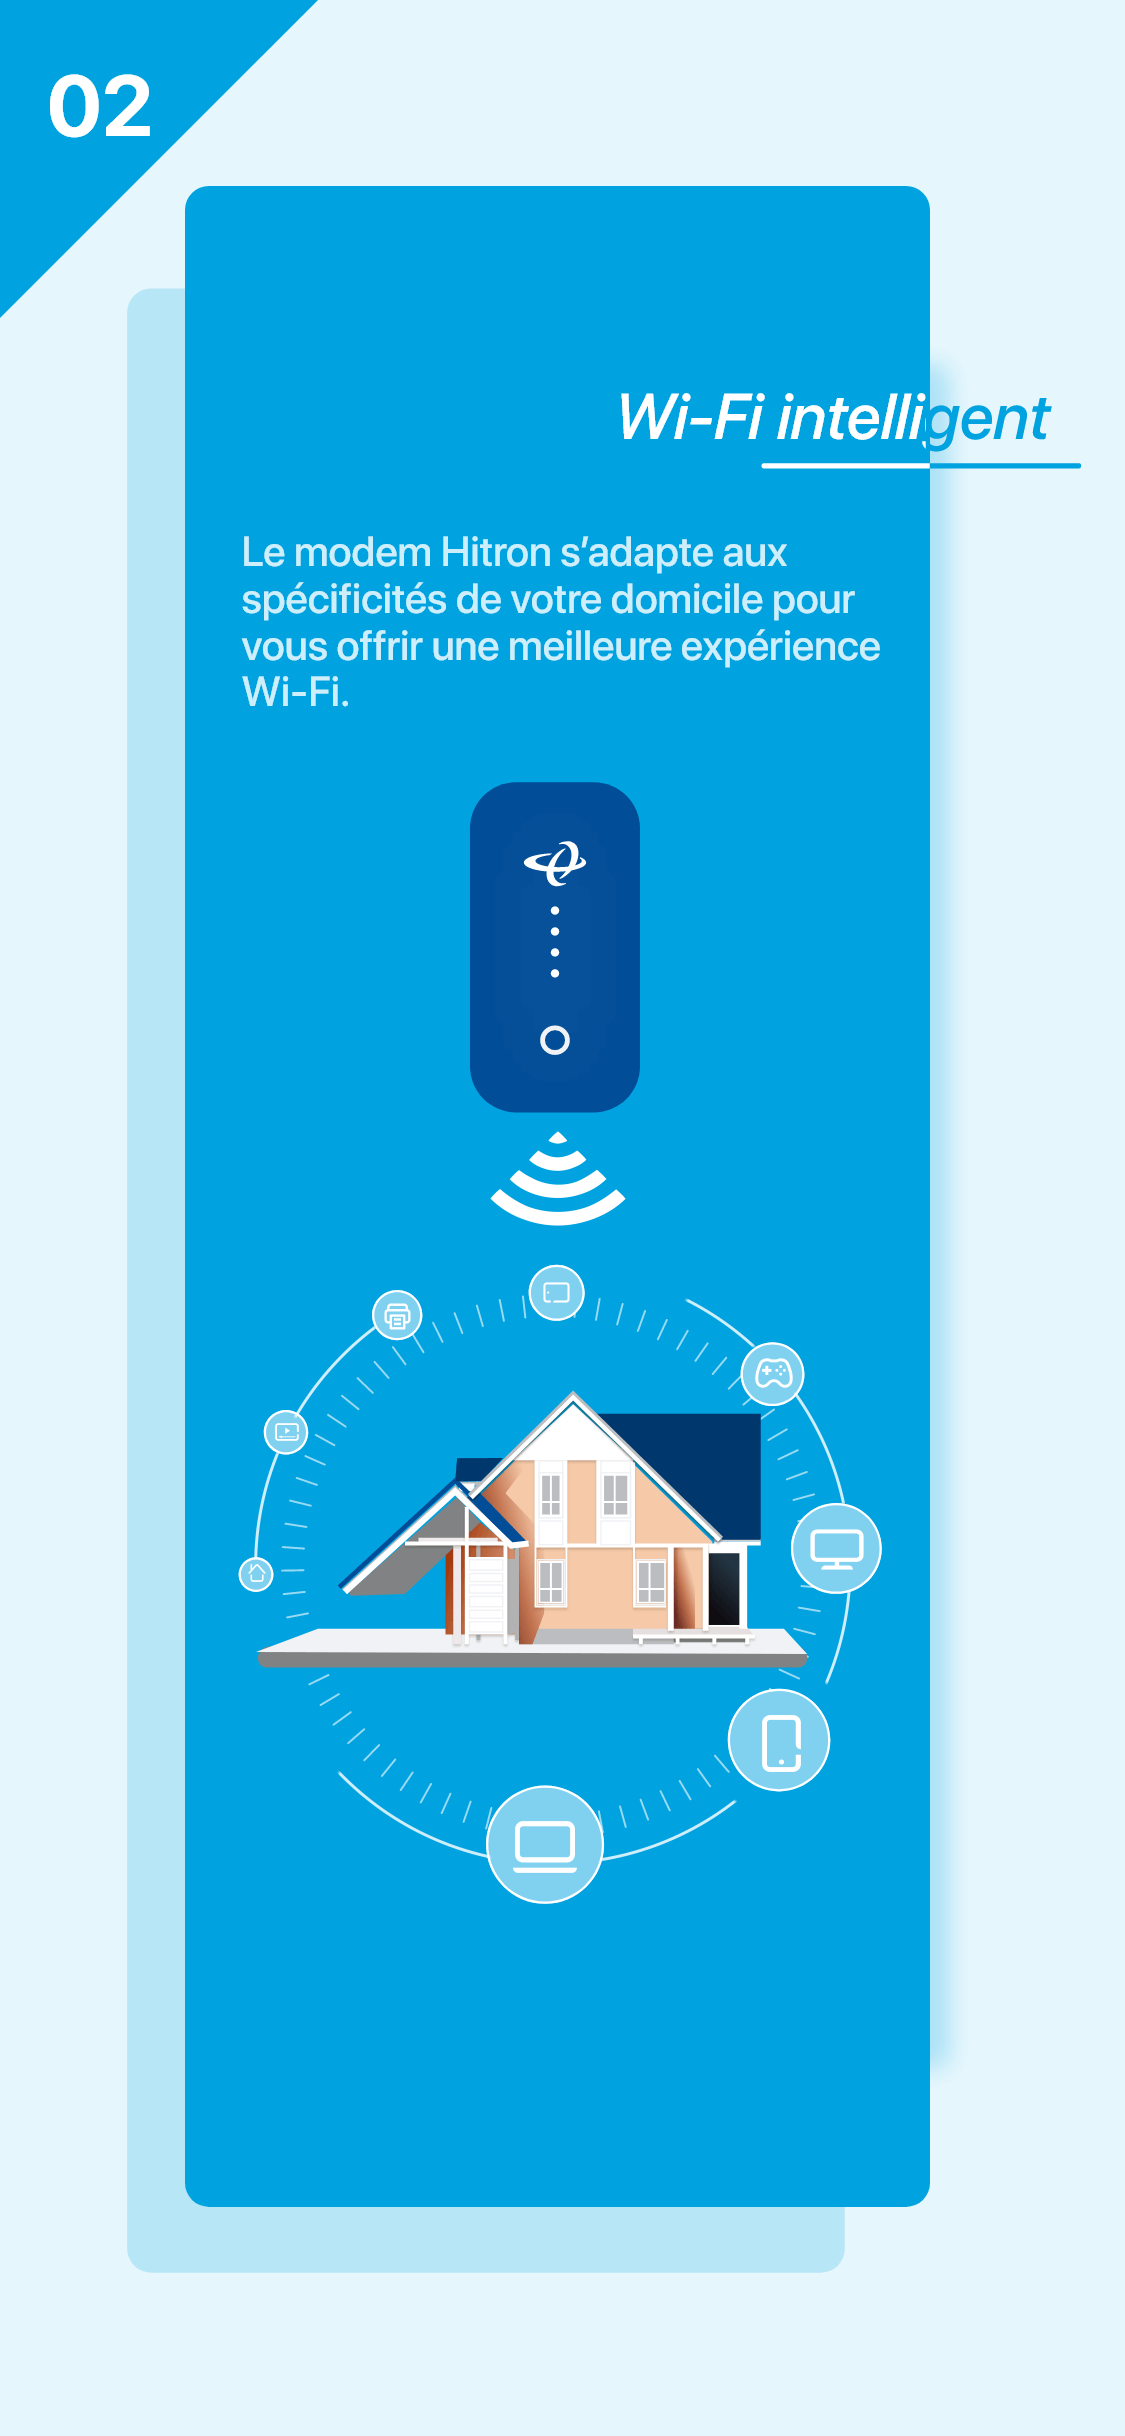 02
Wi-Fi intelligent
Le modem Hitron s’adapte aux
spécificités de votre domicile pour
vous offrir une meilleure expérience
Wi-Fi.